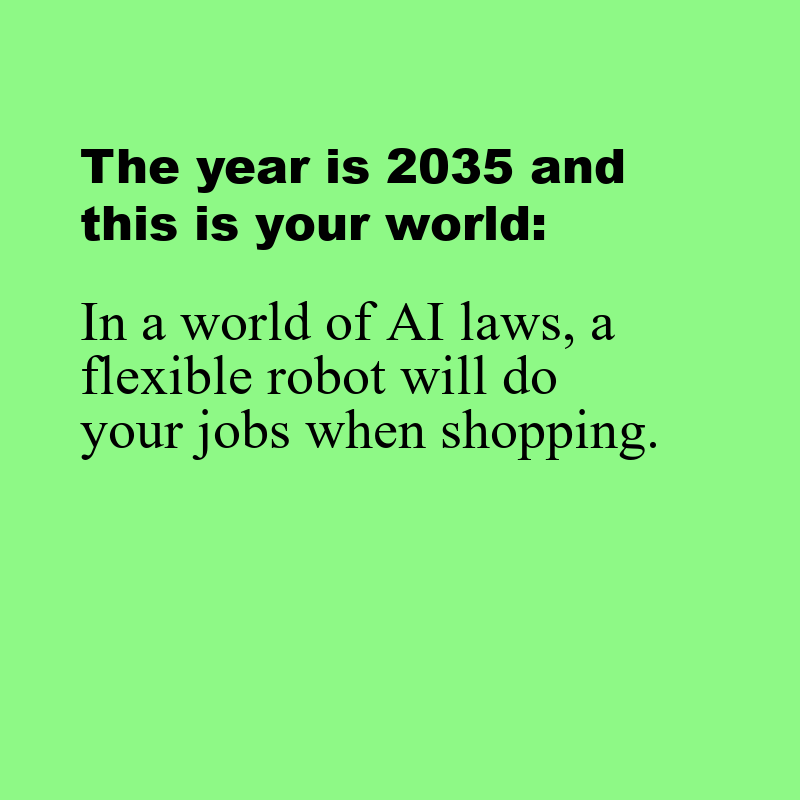 The year is 2035 and
this is your world:
In a world of AI laws, a
flexible robot will do
your jobs when shopping.